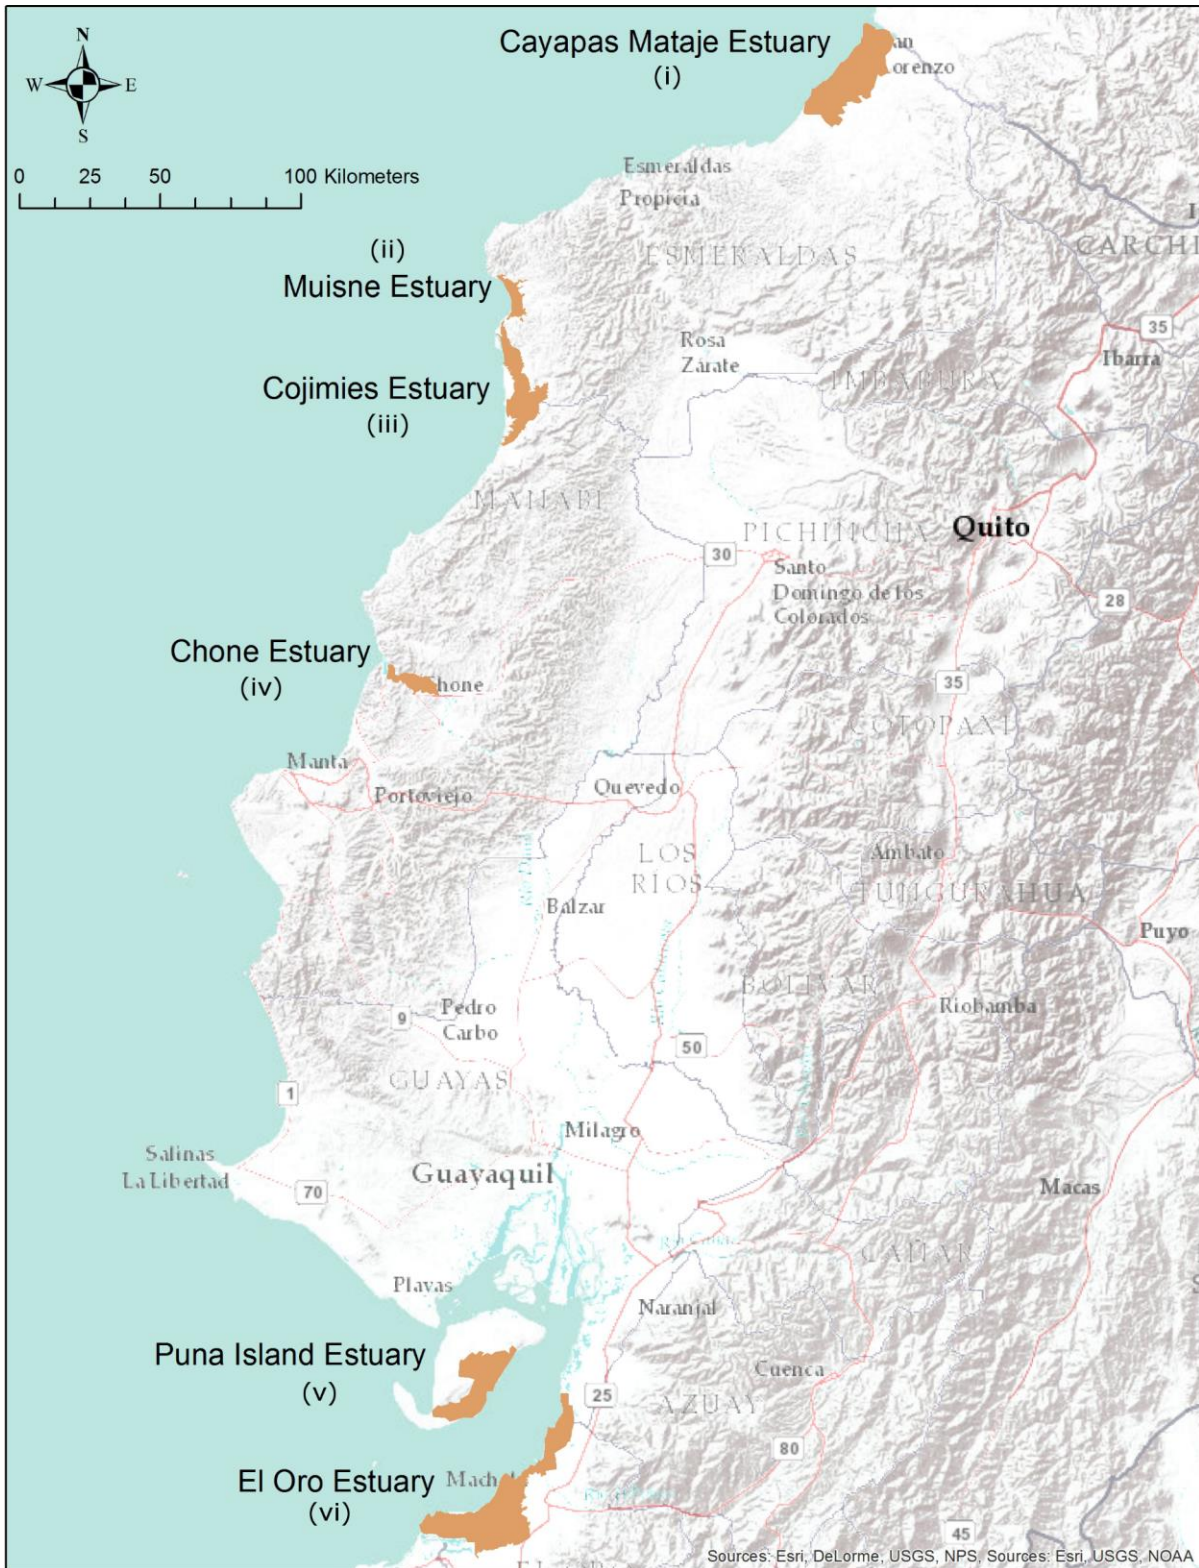 N
W E
S
0 25 50 100 Kilometers
Cayapas Mataje Estuary
(i)
Esmeraldas
Propicia
ESMERALDAS
CARCHI
(ii)
Muisne Estuary
35
Ibarra
Rosa
Zárate
IMBABURA
Cojimies Estuary
(iii)
MANABI
PICHINCHA
Quito
30
Santo
Domingo de los
Colorados
28
Chone Estuary
(iv)
35
COTOPAXI
Manta
Portoviejo
Quevedo
LOS
RIOS
Ambato
TUNGURAHUA
Balzar
Puyo
BOLIVAR
Riobamba
Pedro
Carbo
9
50
GUAYAS
1
Milagro
Salinas
La Libertad
Guayaquil
70
Macas
CAÑAR
Playas
Naranjal
Puna Island Estuary
(v)
Cuenca
25
AZUAY
80
El Oro Estuary
(vi)
45
Sources: Esri, DeLorme, USGS, NPS, Sources: Esri, USGS, NOAA